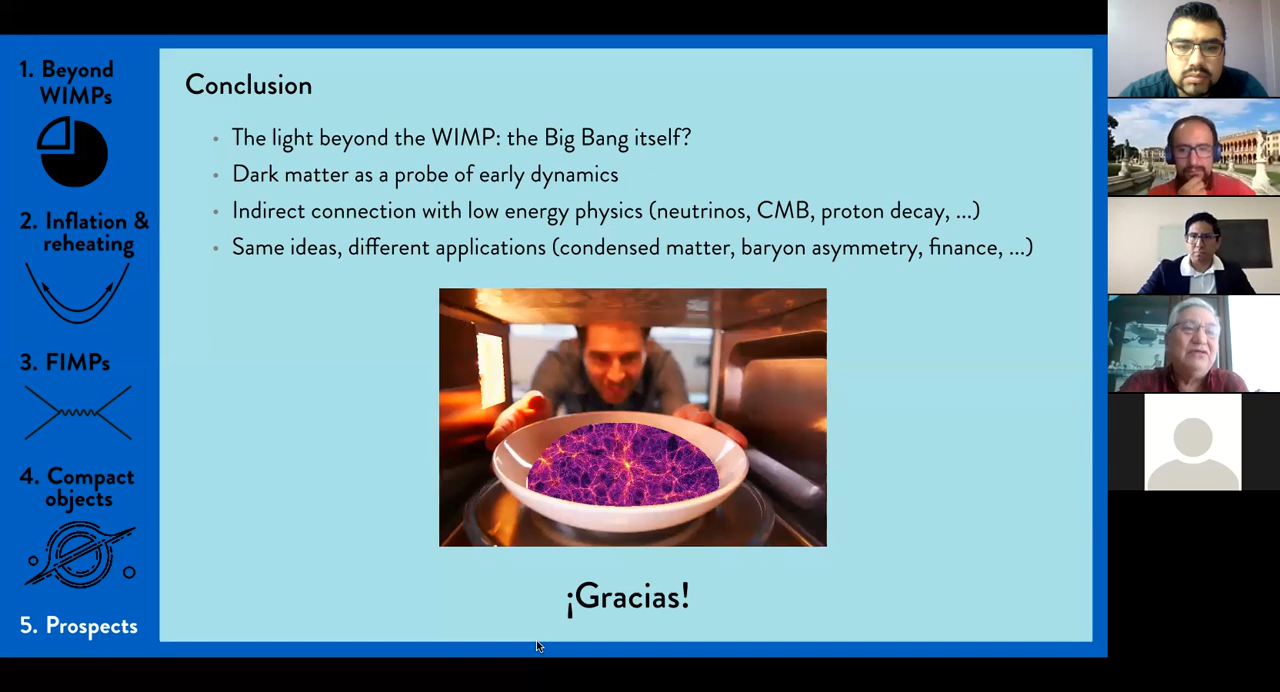 1. Beyond
WIMPs
2. Inflation &
reheating
3. FIMPs
4. Compact
objects
5. Prospects
Conclusion
• The light beyond the WIMP: the Big Bang itself?
• Dark matter as a probe of early dynamics
• Indirect connection with low energy physics (neutrinos, CMB, proton decay, ...)
• Same ideas, different applications (condensed matter, baryon asymmetry, finance, ...)
¡Gracias!